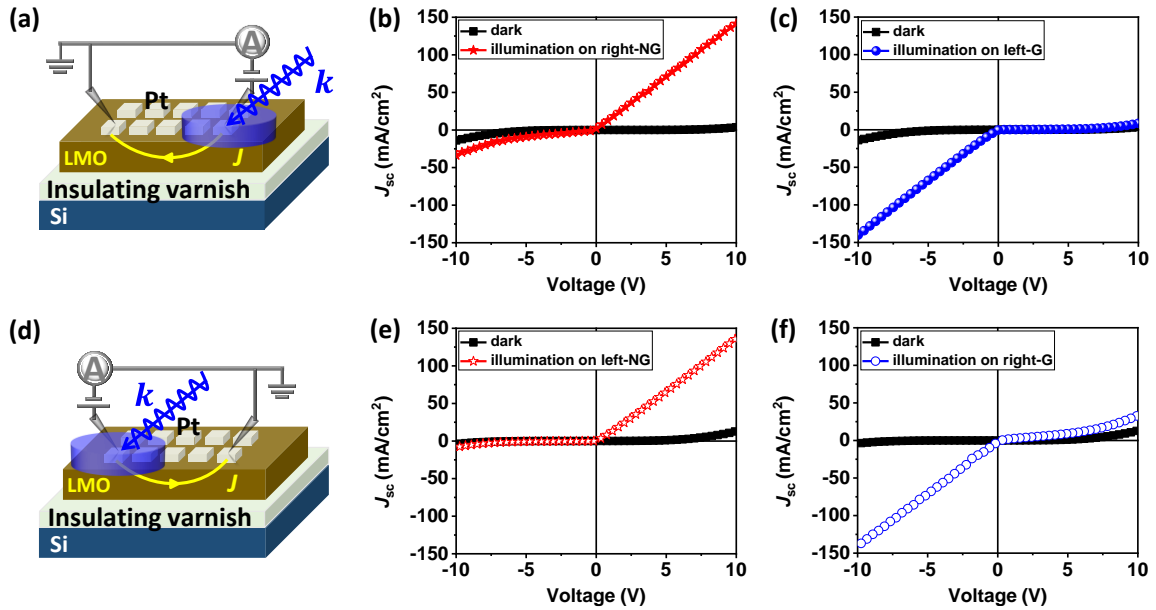 (a)
A
k
Pt
LMO
J
Insulating varnish
Si
(b)
dark
illumination on right-NG
150
100
50
0
-50
-100
-150
Jsc (mA/cm2)
-10
-5
0
5
10
Voltage (V)
(c)
dark
illumination on left-G
150
100
50
0
-50
-100
-150
Jsc (mA/cm2)
-10
-5
0
5
10
Voltage (V)
(d)
A
k
Pt
LMO
J
Insulating varnish
Si
(e)
dark
illumination on left-NG
150
100
50
0
-50
-100
-150
Jsc (mA/cm2)
-10
-5
0
5
10
Voltage (V)
(f)
dark
illumination on right-G
150
100
50
0
-50
-100
-150
Jsc (mA/cm2)
-10
-5
0
5
10
Voltage (V)